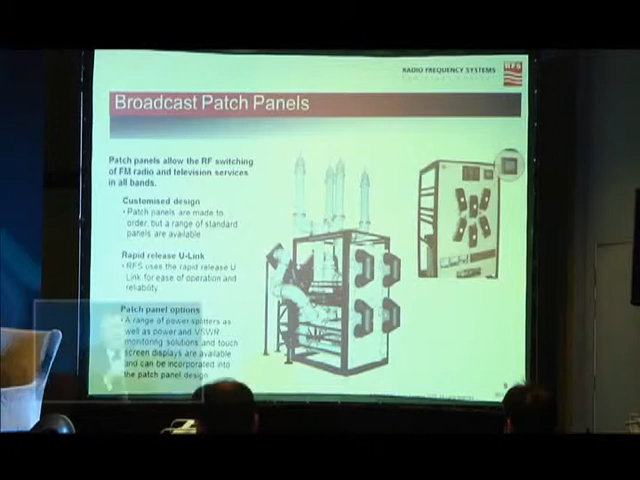 RADIO FREQUENCY SYSTEMS
RFS
Broadcast Patch Panels
Patch panels allow the RF switching
of FM radio and television services
in all bands.
Customised design
• Patch panels are made to
order, but a range of standard
panels are available
Rapid release U-Link
• RFS uses the rapid release U
Link for ease of operation and
reliability
Patch panel options
• A range of power splitters as
well as power and VSWR
monitoring solutions and touch
screen displays are available
and can be incorporated into
the patch panel design